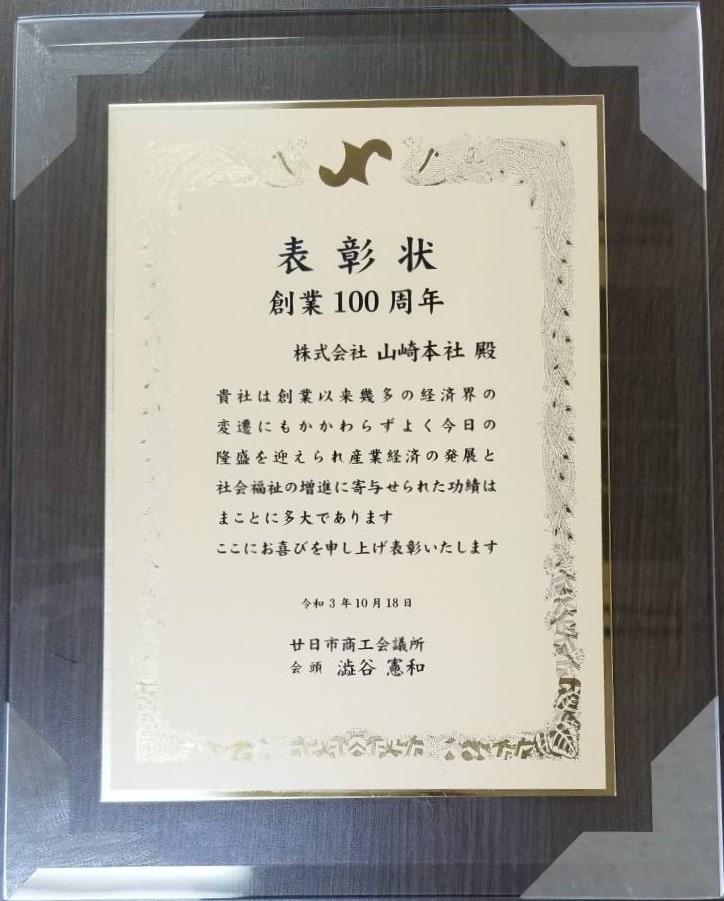 表彰状
創業100周年
株式会社 山崎本社 殿
貴社は創業以来幾多の経済界の
変遷にもかかわらずよく今日の
隆盛を迎えられ産業経済の発展と
社会福祉の増進に寄与せられた功績は
まことに多大であります
ここにお喜びを申し上げ表彰いたします
令和3年10月18日
廿日市商工会議所
会頭 澁谷 憲和